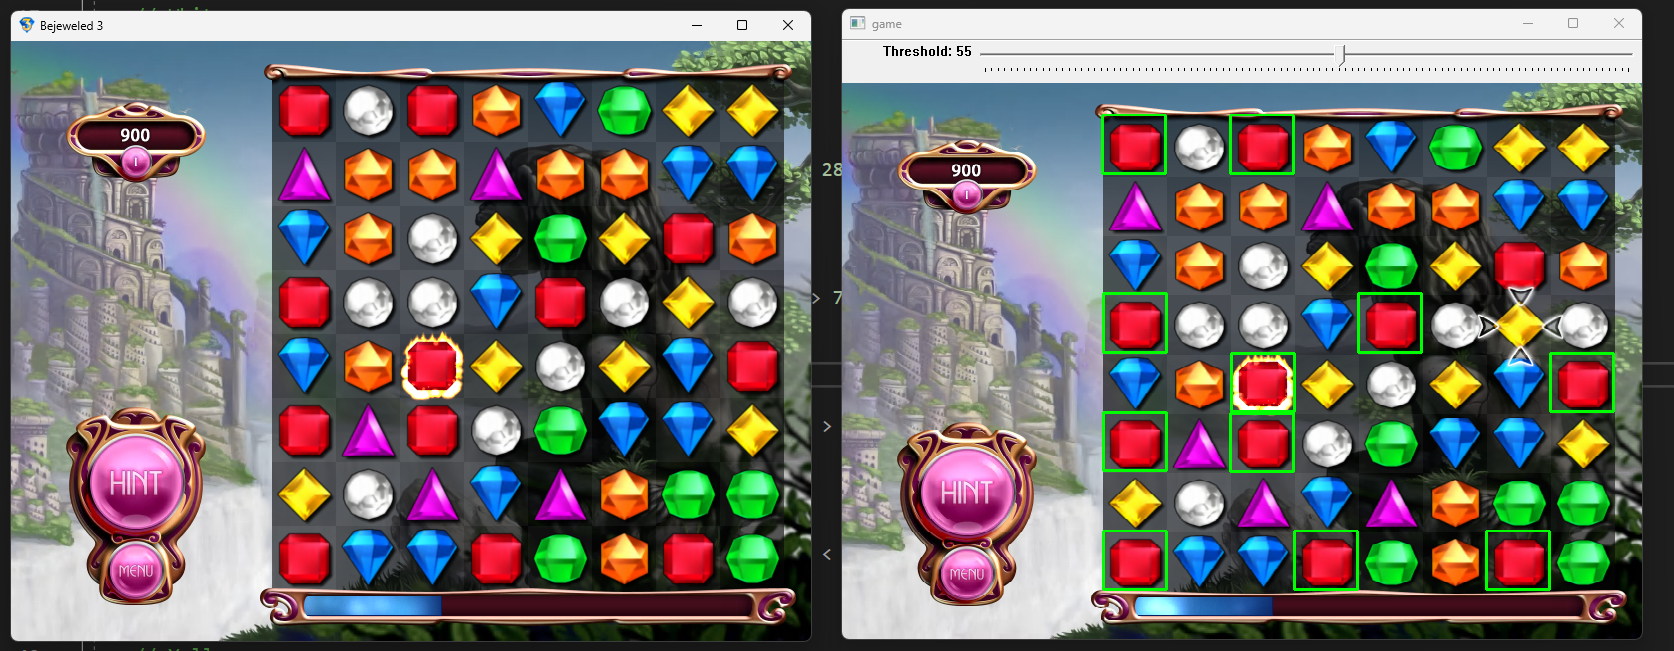 Bejeweled 3
game
Threshold: 55
900
I
900
I
28
7
HINT
MENU
HINT
MENU